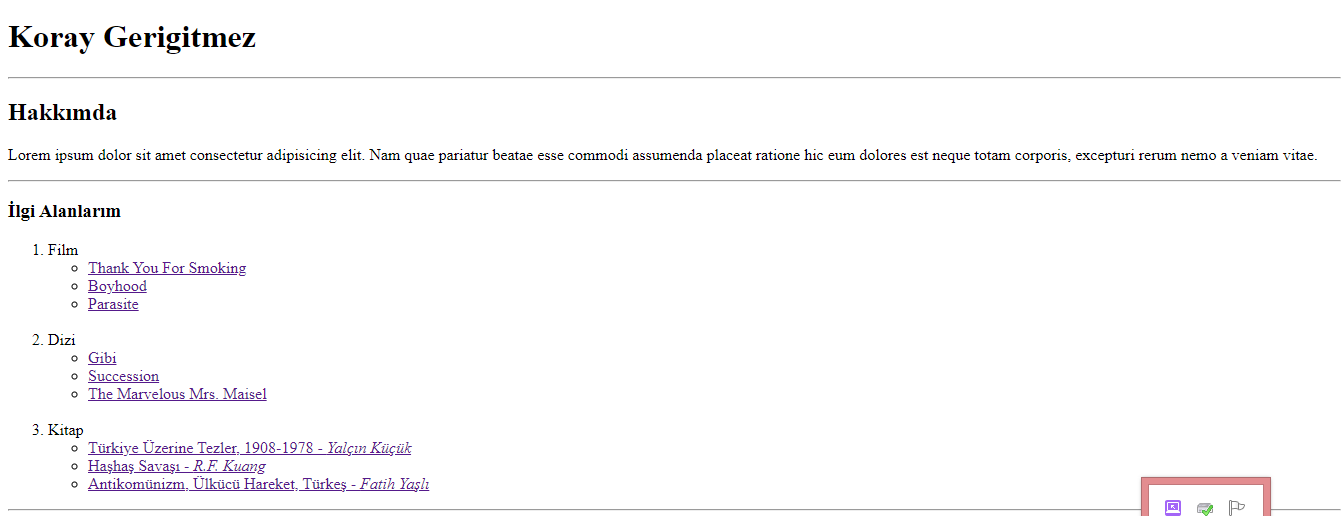 Koray Gerigitmez
Hakkımda
Lorem ipsum dolor sit amet consectetur adipisicing elit. Nam quae pariatur beatae esse commodi assumenda placeat ratione hic eum dolores est neque totam corporis, excepturi rerum nemo a veniam vitae.
İlgi Alanlarım
1. Film
Thank You For Smoking
Boyhood
Parasite
2. Dizi
Gibi
Succession
The Marvelous Mrs. Maisel
3. Kitap
Türkiye Üzerine Tezler, 1908-1978 - Yalçın Küçük
Haşhaş Savaşı - R.F. Kuang
Antikomünizm, Ülkücü Hareket, Türkeş - Fatih Yaşlı